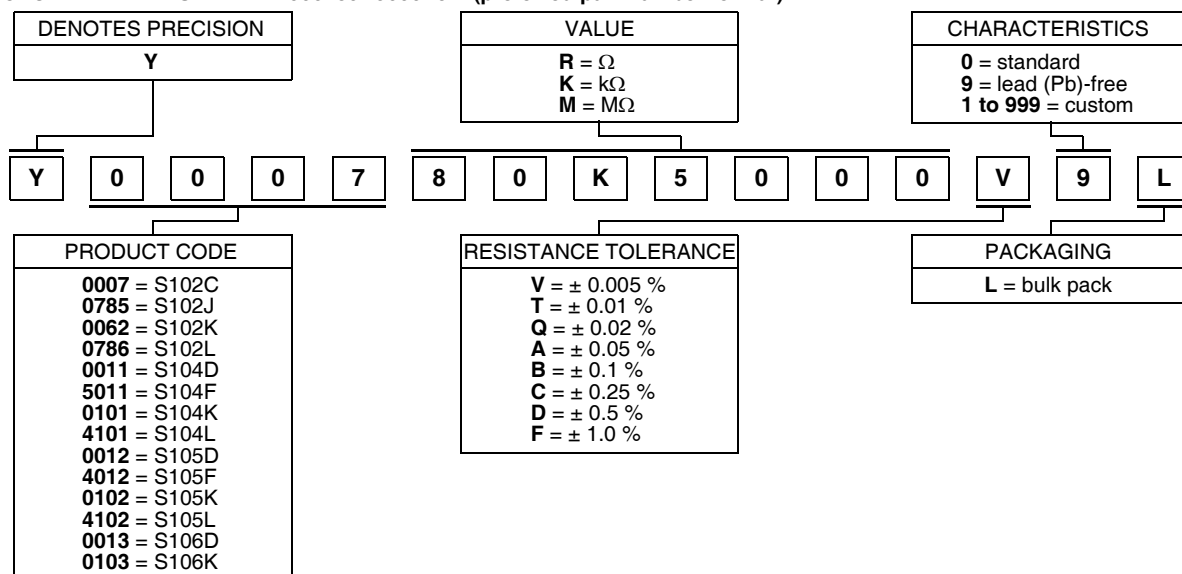 DENOTES PRECISION
Y
VALUE
R = Ω
K = kΩ
M = MΩ
CHARACTERISTICS
0 = standard
9 = lead (Pb)-free
1 to 999 = custom
Y 0 0 0 7 8 0 K 5 0 0 0 V 9 L
PRODUCT CODE
0007 = S102C
0785 = S102J
0062 = S102K
0786 = S102L
0011 = S104D
5011 = S104F
0101 = S104K
4101 = S104L
0012 = S105D
4012 = S105F
0102 = S105K
4102 = S105L
0013 = S106D
0103 = S106K
RESISTANCE TOLERANCE
V = ± 0.005 %
T = ± 0.01 %
Q = ± 0.02 %
A = ± 0.05 %
B = ± 0.1 %
C = ± 0.25 %
D = ± 0.5 %
F = ± 1.0 %
PACKAGING
L = bulk pack